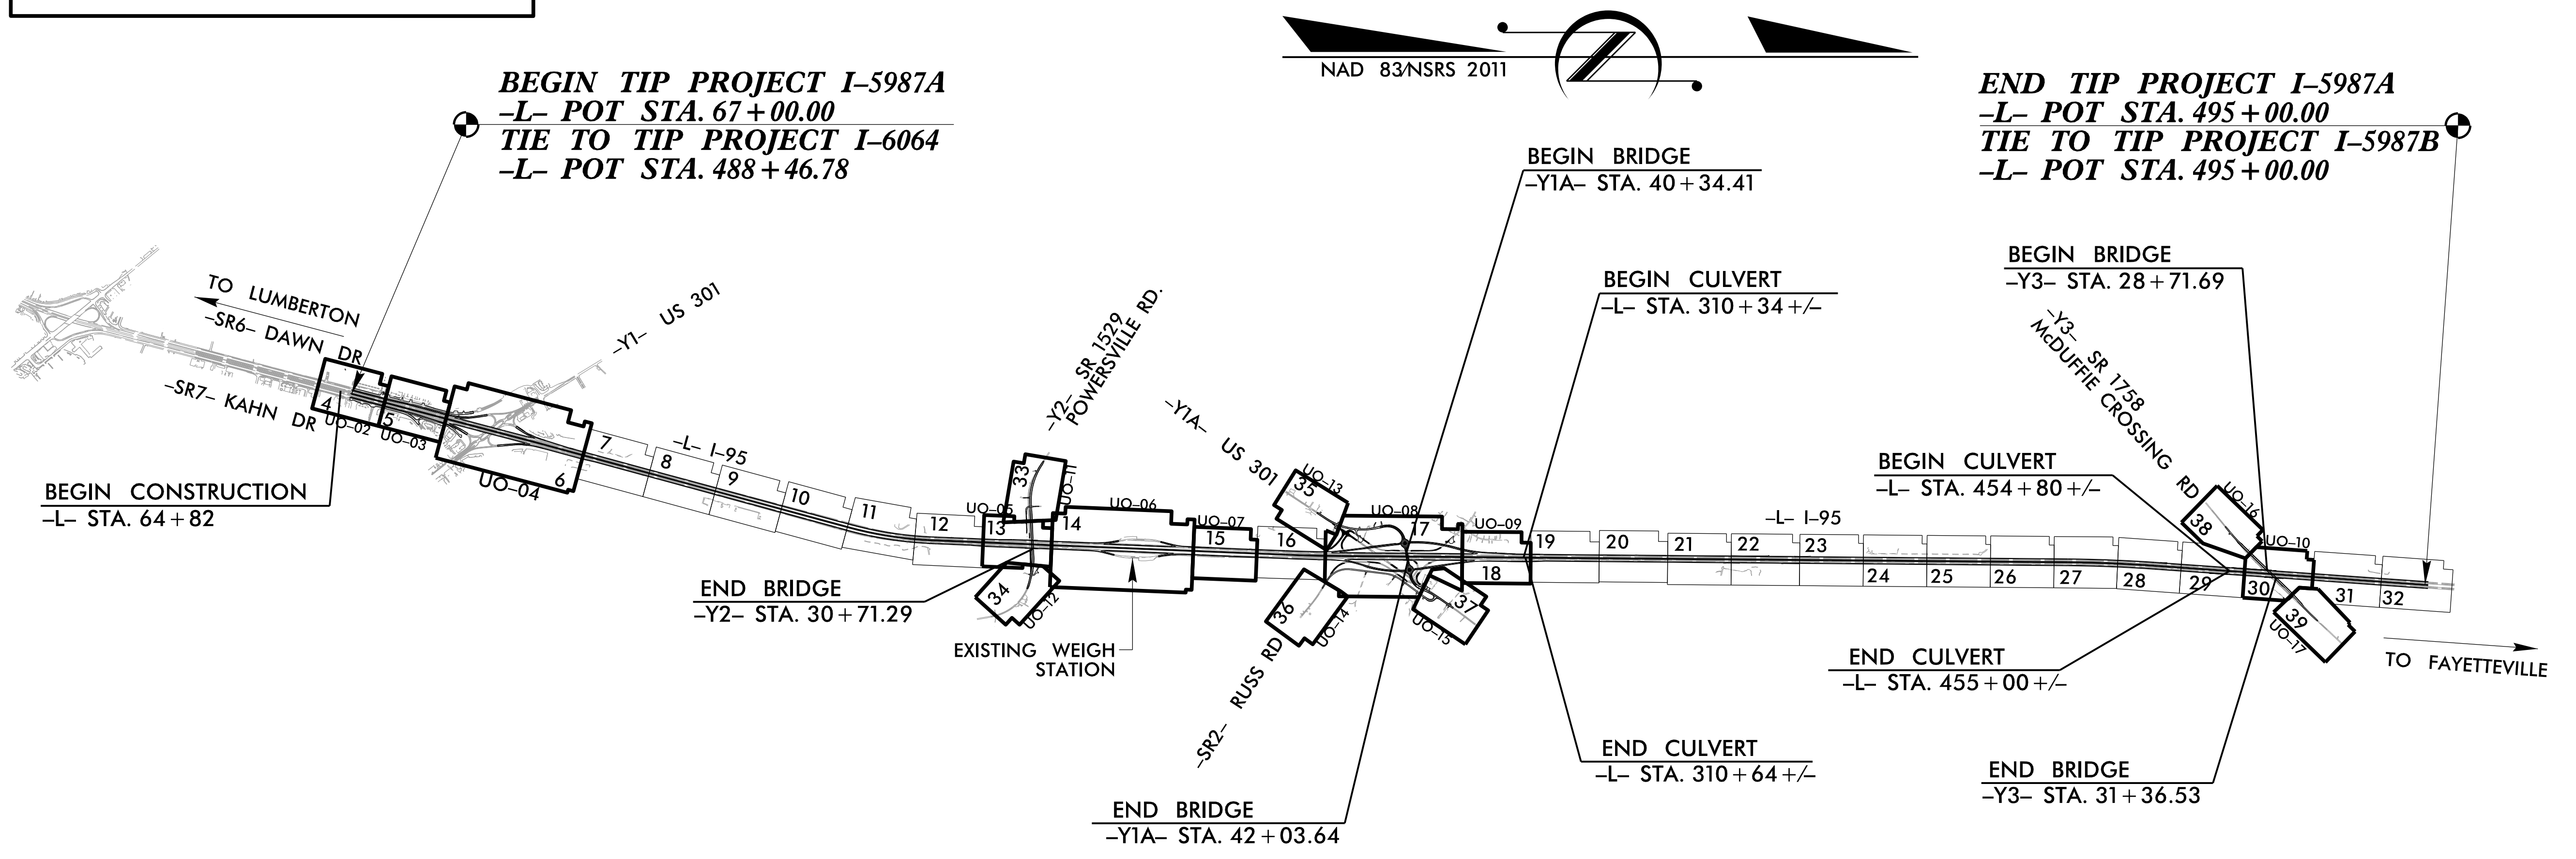 NAD 83/NSRS 2011
BEGIN TIP PROJECT I–5987A
–L– POT STA. 67+00.00
TIE TO TIP PROJECT I–6064
–L– POT STA. 488+46.78
END TIP PROJECT I–5987A
–L– POT STA. 495+00.00
TIE TO TIP PROJECT I–5987B
–L– POT STA. 495+00.00
BEGIN BRIDGE
–Y1A– STA. 40+34.41
BEGIN CULVERT
–L– STA. 310+34 +/–
BEGIN BRIDGE
–Y3– STA. 28+71.69
TO LUMBERTON
–SR6– DAWN DR
–SR7– KAHN DR
–Y1– US 301
–Y2– SR 1529
POWERSVILLE RD.
–Y1A– US 301
–Y3– SR 1758
McDUFFIE CROSSING RD
BEGIN CULVERT
–L– STA. 454+80 +/–
BEGIN CONSTRUCTION
–L– STA. 64+82
4
UO–02
5
UO–03
6
UO–04
7
–L– I–95
8
9
10
11
12
UO–05
13
33
UO–11
34
UO–12
14
UO–06
UO–07
15
16
35
UO–13
UO–08
17
36
UO–14
37
UO–15
UO–09
18
19
20
21
22
23
–L– I–95
24
25
26
27
28
29
38
UO–16
UO–10
30
39
UO–17
31
32
END BRIDGE
–Y2– STA. 30+71.29
EXISTING WEIGH
STATION
–SR2– RUSS RD
END CULVERT
–L– STA. 455+00 +/–
TO FAYETTEVILLE
END CULVERT
–L– STA. 310+64 +/–
END BRIDGE
–Y3– STA. 31+36.53
END BRIDGE
–Y1A– STA. 42+03.64